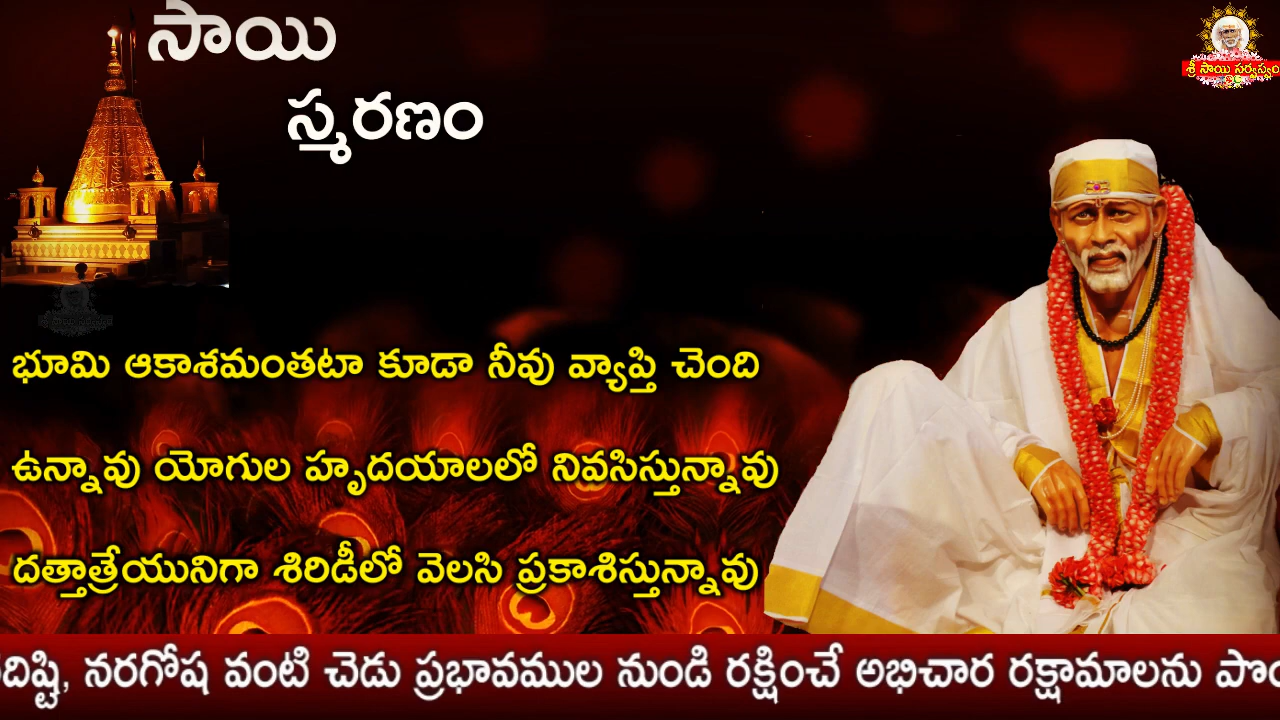 సాయి
స్మరణం
శ్రీ సాయి సర్వస్వం
భూమి ఆకాశమంతటా కూడా నీవు వ్యాప్తి చెంది
ఉన్నావు యోగుల హృదయాలలో నివసిస్తున్నావు
దత్తాత్రేయునిగా శిరిడీలో వెలసి ప్రకాశిస్తున్నావు
నరగోష వంటి చెడు ప్రభావముల నుండి రక్షించే అభిచార రక్షామాలను